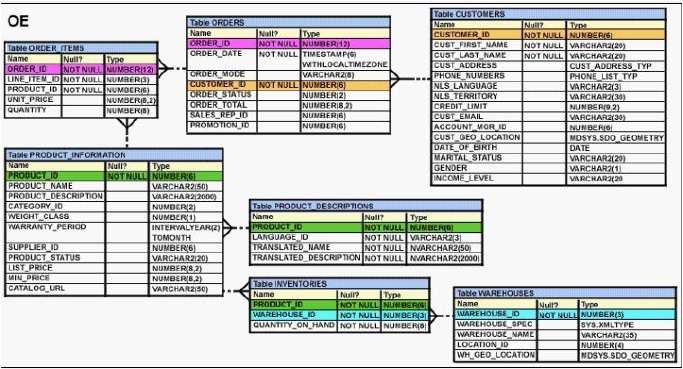 OE
Table ORDER_ITEMS
Name Null? Type
ORDER_ID NOT NULL NUMBER(12)
LINE_ITEM_ID NOT NULL NUMBER(3)
PRODUCT_ID NOT NULL NUMBER(6)
UNIT_PRICE NUMBER(8,2)
QUANTITY NUMBER(8)
Table ORDERS
Name Null? Type
ORDER_ID NOT NULL NUMBER(12)
ORDER_DATE NOT NULL TIMESTAMP(6)
WITHLOCALTIMEZONE
ORDER_MODE VARCHAR2(8)
CUSTOMER_ID NOT NULL NUMBER(6)
ORDER_STATUS NUMBER(2)
ORDER_TOTAL NUMBER(8,2)
SALES_REP_ID NUMBER(6)
PROMOTION_ID NUMBER(6)
Table CUSTOMERS
Name Null? Type
CUSTOMER_ID NOT NULL NUMBER(6)
CUST_FIRST_NAME NOT NULL VARCHAR2(20)
CUST_LAST_NAME NOT NULL VARCHAR2(20)
CUST_ADDRESS CUST_ADDRESS_TYP
PHONE_NUMBERS PHONE_LIST_TYP
NLS_LANGUAGE VARCHAR2(3)
NLS_TERRITORY VARCHAR2(30)
CREDIT_LIMIT NUMBER(9,2)
CUST_EMAIL VARCHAR2(30)
ACCOUNT_MGR_ID NUMBER(6)
CUST_GEO_LOCATION MDSYS.SDO_GEOMETRY
DATE_OF_BIRTH DATE
MARITAL_STATUS VARCHAR2(20)
GENDER VARCHAR2(1)
INCOME_LEVEL VARCHAR2(20
Table PRODUCT_INFORMATION
Name Null? Type
PRODUCT_ID NOT NULL NUMBER(6)
PRODUCT_NAME VARCHAR2(50)
PRODUCT_DESCRIPTION VARCHAR2(2000)
CATEGORY_ID NUMBER(2)
WEIGHT_CLASS NUMBER(1)
WARRANTY_PERIOD INTERVALYEAR(2)
TOMONTH
SUPPLIER_ID NUMBER(6)
PRODUCT_STATUS VARCHAR2(20)
LIST_PRICE NUMBER(8,2)
MIN_PRICE NUMBER(8,2)
CATALOG_URL VARCHAR2(50)
Table PRODUCT_DESCRIPTIONS
Name Null? Type
PRODUCT_ID NOT NULL NUMBER(6)
LANGUAGE_ID NOT NULL VARCHAR2(3)
TRANSLATED_NAME NOT NULL NVARCHAR2(50)
TRANSLATED_DESCRIPTION NOT NULL NVARCHAR2(2000)
Table INVENTORIES
Name Null? Type
PRODUCT_ID NOT NULL NUMBER(6)
WAREHOUSE_ID NOT NULL NUMBER(3)
QUANTITY_ON_HAND NOT NULL NUMBER(8)
Table WAREHOUSES
Name Null? Type
WAREHOUSE_ID NOT NULL NUMBER(3)
WAREHOUSE_SPEC SYS.XMLTYPE
WAREHOUSE_NAME VARCHAR2(35)
LOCATION_ID NUMBER(4)
WH_GEO_LOCATION MDSYS.SDO_GEOMETRY